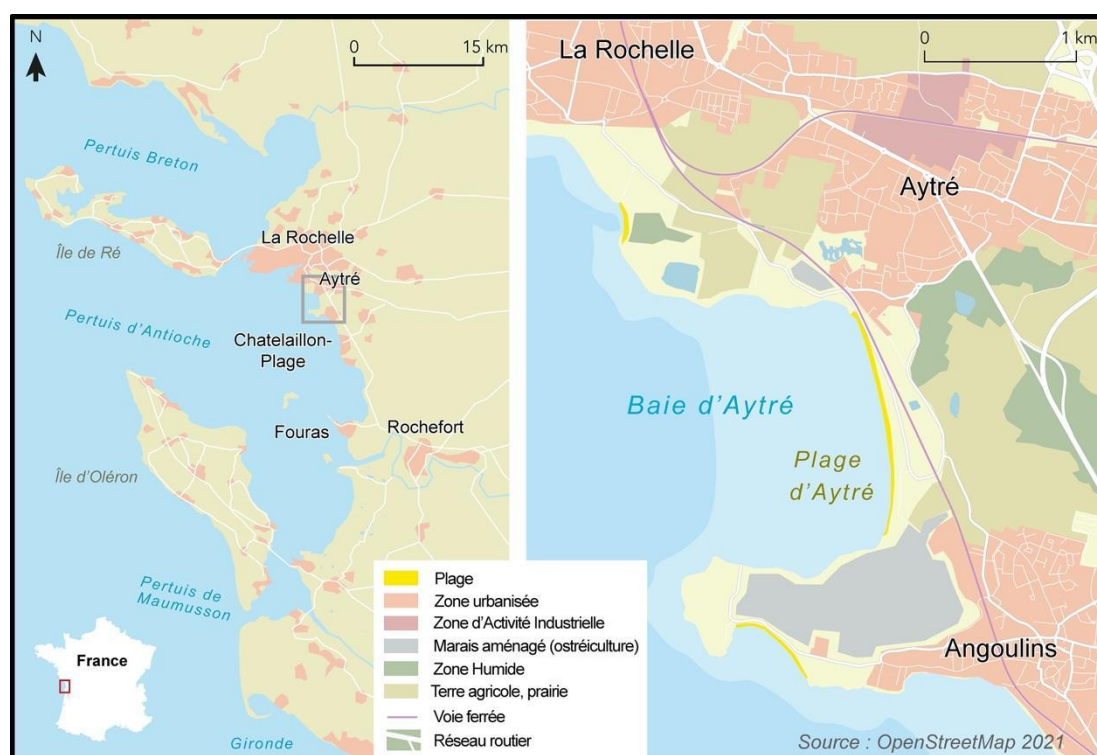 N
0 15 km
Pertuis Breton
La Rochelle
Île de Ré
Aytré
Pertuis d'Antioche
Chatelaillon-
Plage
Fouras
Rochefort
Île d'Oléron
Pertuis de
Maumusson
France
Gironde
Plage
Zone urbanisée
Zone d'Activité Industrielle
Marais aménagé (ostréiculture)
Zone Humide
Terre agricole, prairie
Voie ferrée
Réseau routier
La Rochelle
0 1 km
Aytré
Baie d'Aytré
Plage
d'Aytré
Angoulins
Source : OpenStreetMap 2021